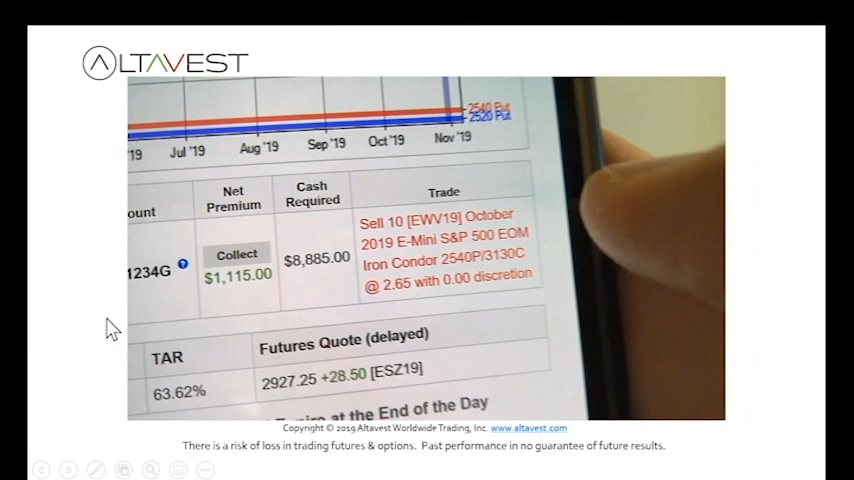 ALTAVEST
2540 Put
2520 Put
'19 Jul '19 Aug '19 Sep '19 Oct '19 Nov '19
ount
Net
Premium
Cash
Required
Trade
1234G
Collect
$1,115.00
$8,885.00
Sell 10 [EWV19] October
2019 E-Mini S&P 500 EOM
Iron Condor 2540P/3130C
@ 2.65 with 0.00 discretion
TAR
Futures Quote (delayed)
63.62%
2927.25 +28.50 [ESZ19]
Expire at the End of the Day
Copyright © 2019 Altavest Worldwide Trading, Inc. www.altavest.com
There is a risk of loss in trading futures & options. Past performance in no guarantee of future results.